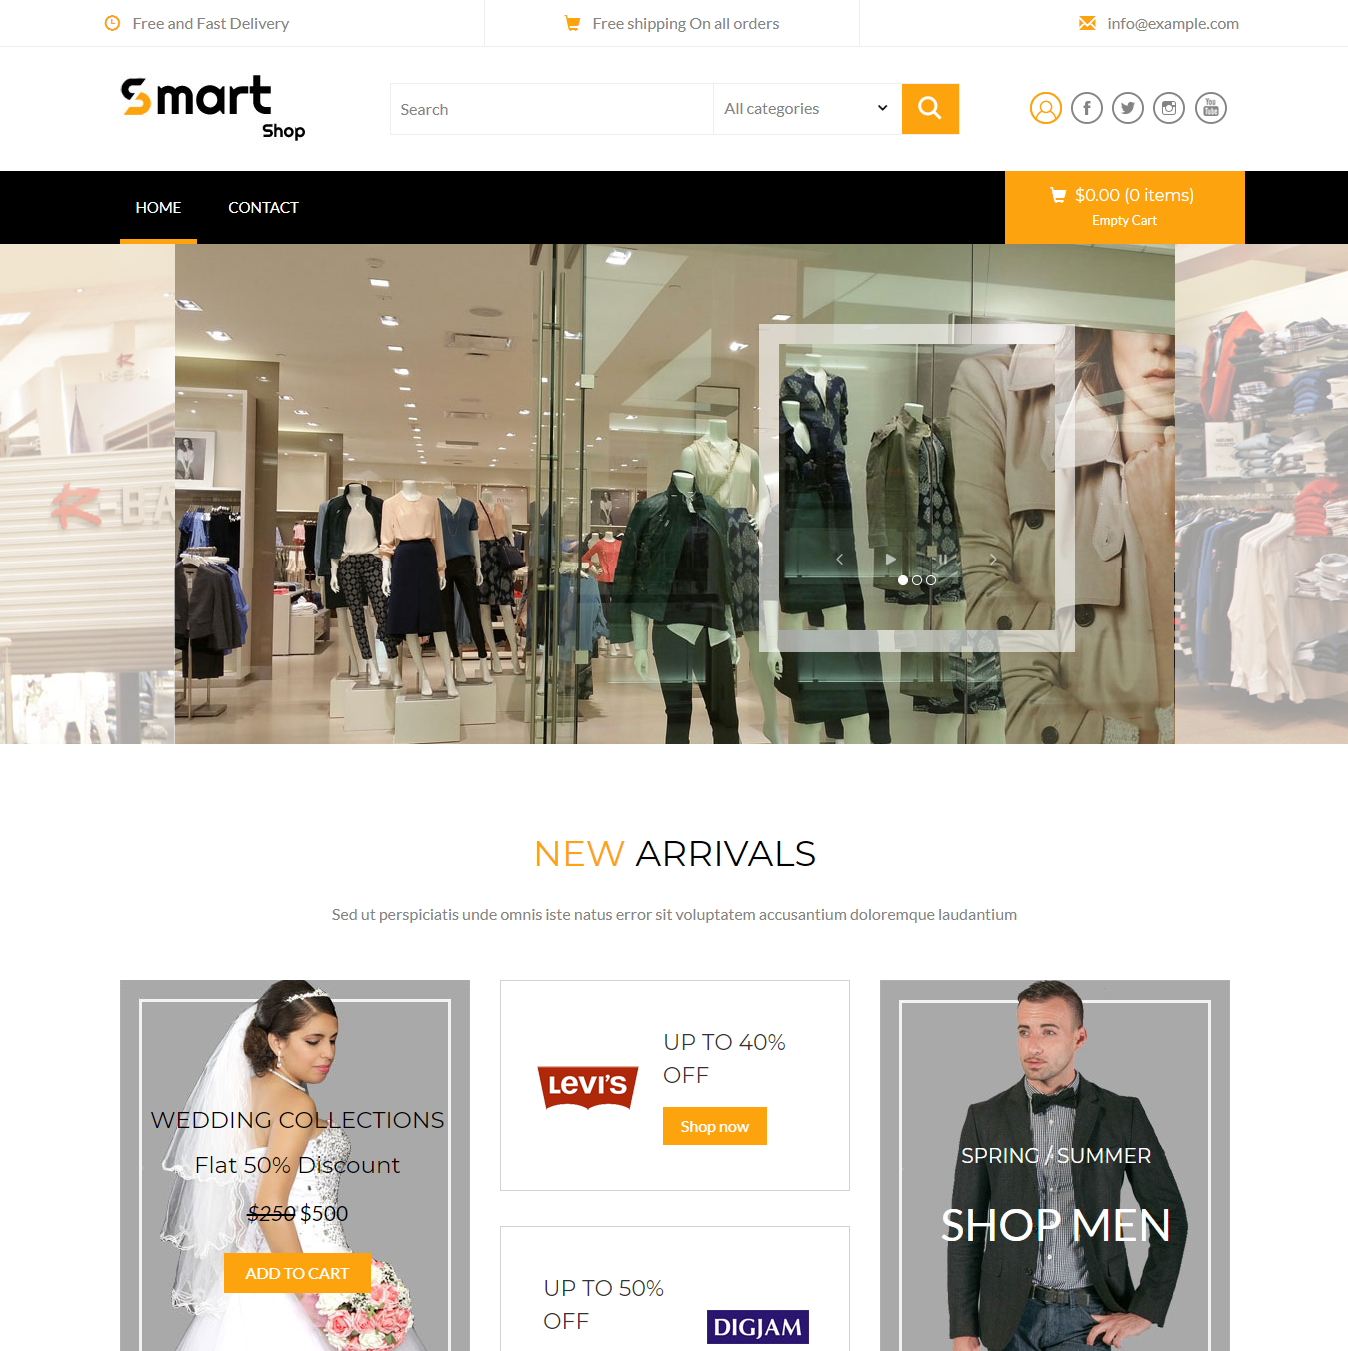 Free and Fast Delivery
Free shipping On all orders
info@example.com
Smart
Shop
Search
All categories
You
Tube
HOME
CONTACT
$0.00 (0 items)
Empty Cart
NEW ARRIVALS
Sed ut perspiciatis unde omnis iste natus error sit voluptatem accusantium doloremque laudantium
WEDDING COLLECTIONS
Flat 50% Discount
$250 $500
ADD TO CART
LEVI'S
UP TO 40%
OFF
Shop now
UP TO 50%
OFF
DIGJAM
SPRING / SUMMER
SHOP MEN